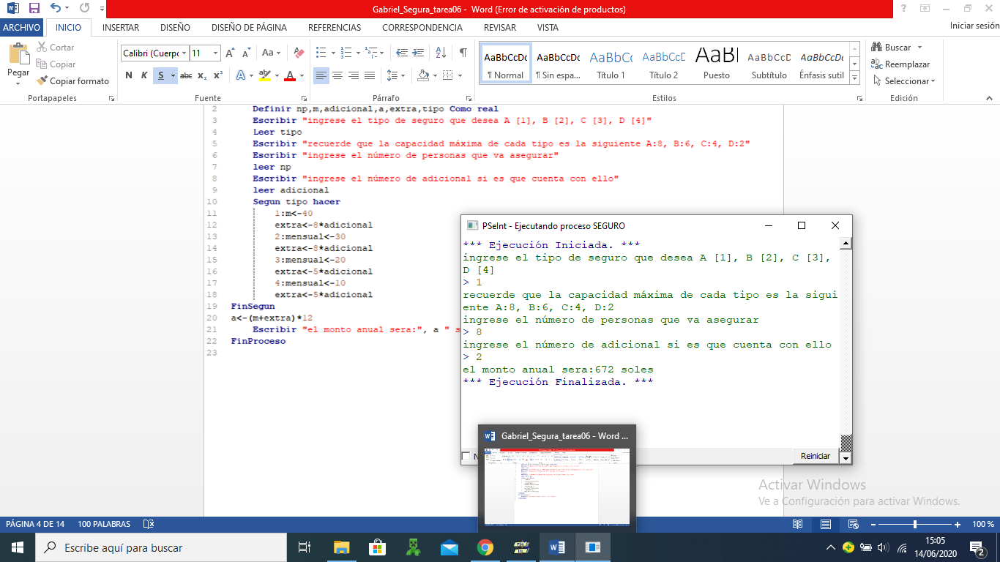 Gabriel_Segura_tarea06 - Word (Error de activación de productos)
ARCHIVO INICIO INSERTAR DISEÑO DISEÑO DE PÁGINA REFERENCIAS CORRESPONDENCIA REVISAR VISTA Iniciar sesión
Pegar
Cortar
Copiar
Copiar formato
Portapapeles
Calibri (Cuerpo 11
N K S abc x₂ x²
Fuente
Párrafo
AaBbCcDc AaBbCcDc AaBbCc AaBbCcC AaBl AaBbCcD AaBbCcDc
¶ Normal ¶ Sin espa... Título 1 Título 2 Puesto Subtítulo Énfasis sutil
Estilos
Buscar
Reemplazar
Seleccionar
Edición
2 Definir np,m,adicional,a,extra,tipo Como real
3 Escribir "ingrese el tipo de seguro que desea A [1], B [2], C [3], D [4]"
4 Leer tipo
5 Escribir "recuerde que la capacidad máxima de cada tipo es la siguiente A:8, B:6, C:4, D:2"
6 Escribir "ingrese el número de personas que va asegurar"
7 leer np
8 Escribir "ingrese el número de adicional si es que cuenta con ello"
9 leer adicional
10 Segun tipo hacer
11 1:m<-40
12 extra<-8*adicional
13 2:mensual<-30
14 extra<-8*adicional
15 3:mensual<-20
16 extra<-5*adicional
17 4:mensual<-10
18 extra<-5*adicional
19 FinSegun
20 a<-(m+extra)*12
21 Escribir "el monto anual sera:", a " s
22 FinProceso
23
PSeInt - Ejecutando proceso SEGURO
*** Ejecución Iniciada. ***
ingrese el tipo de seguro que desea A [1], B [2], C [3],
D [4]
> 1
recuerde que la capacidad máxima de cada tipo es la sigui
ente A:8, B:6, C:4, D:2
ingrese el número de personas que va asegurar
> 8
ingrese el número de adicional si es que cuenta con ello
> 2
el monto anual sera:672 soles
*** Ejecución Finalizada. ***
Reiniciar
Gabriel_Segura_tarea06 - Word ...
Activar Windows
Ve a Configuración para activar Windows.
PÁGINA 4 DE 14 100 PALABRAS 100 %
Escribe aquí para buscar
15:05
14/06/2020
2